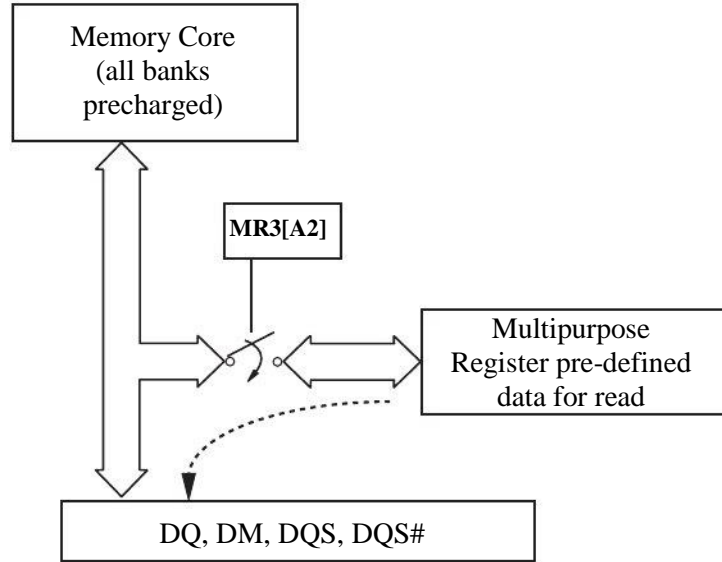 Memory Core
(all banks
precharged)
MR3[A2]
Multipurpose
Register pre-defined
data for read
DQ, DM, DQS, DQS#